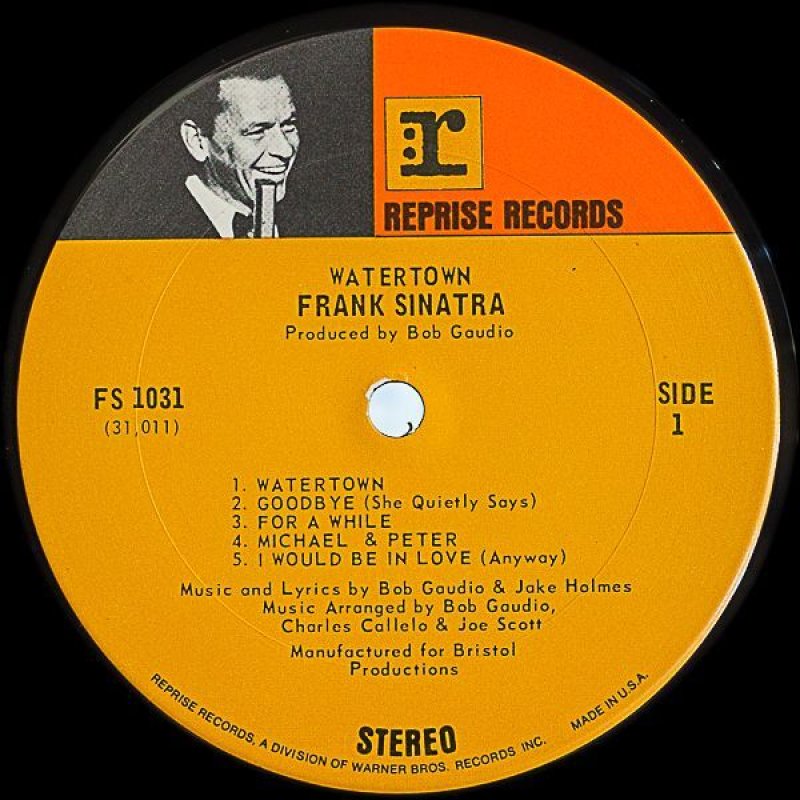 r
REPRISE RECORDS
WATERTOWN
FRANK SINATRA
Produced by Bob Gaudio
FS 1031
(31,011)
SIDE
1
1. WATERTOWN
2. GOODBYE (She Quietly Says)
3. FOR A WHILE
4. MICHAEL & PETER
5. I WOULD BE IN LOVE (Anyway)
Music and Lyrics by Bob Gaudio & Jake Holmes
Music Arranged by Bob Gaudio,
Charles Callelo & Joe Scott
Manufactured for Bristol
Productions
STEREO
REPRISE RECORDS, A DIVISION OF WARNER BROS. RECORDS INC.
MADE IN U.S.A.